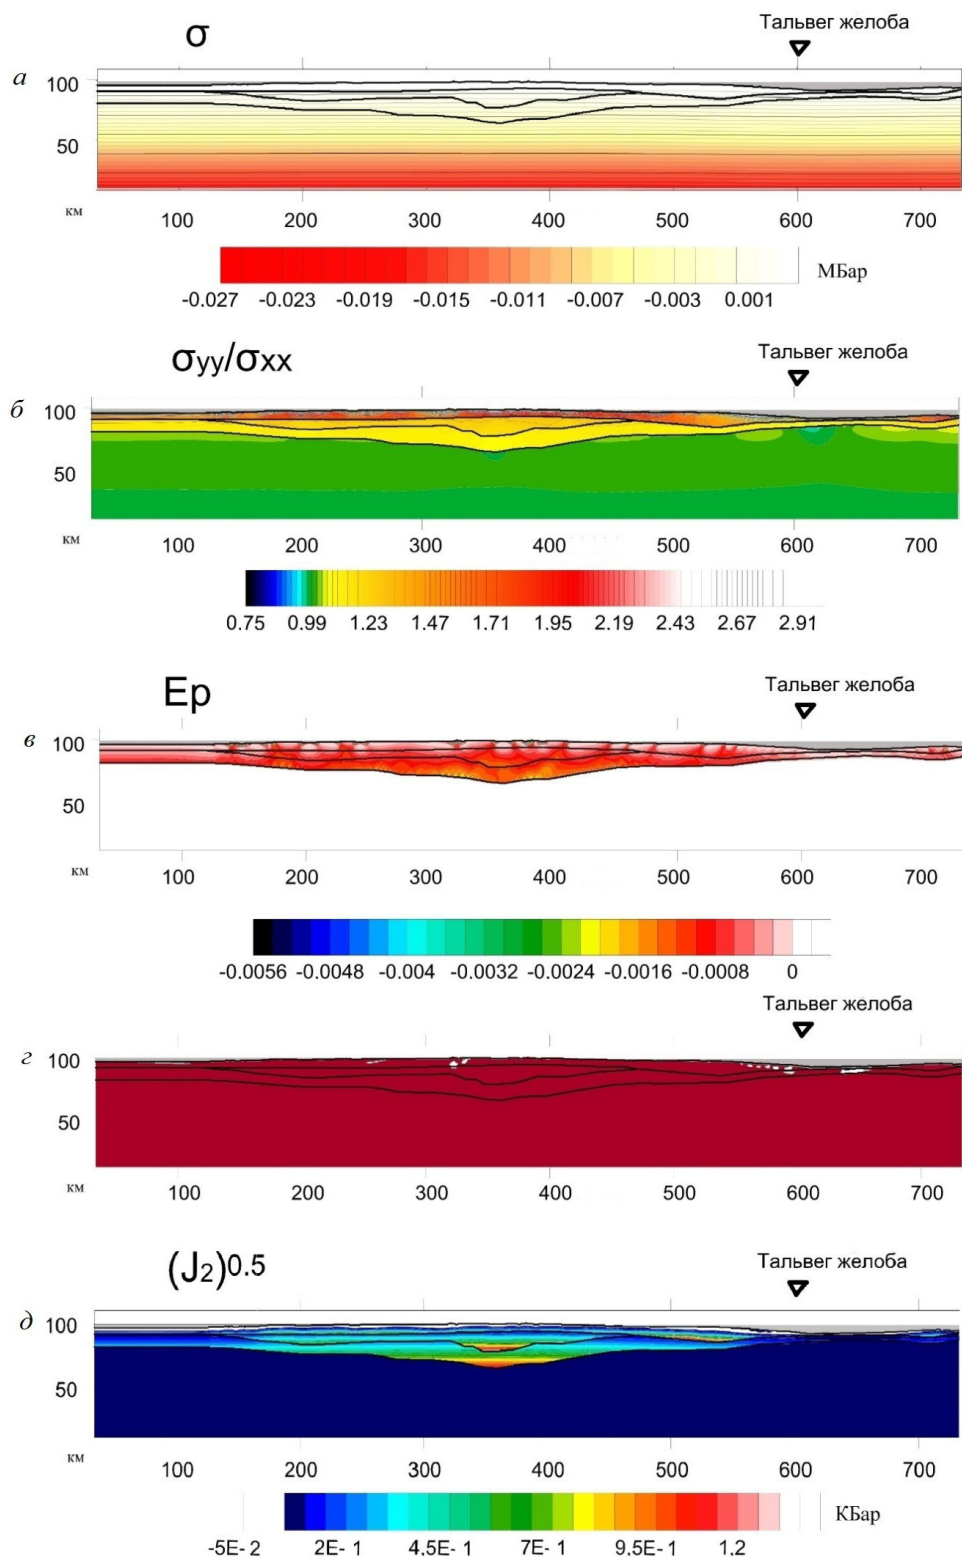 σ
Тальвег желоба
а
100
50
км
100 200 300 400 500 600 700
МБар
-0.027 -0.023 -0.019 -0.015 -0.011 -0.007 -0.003 0.001
σyy/σxx
Тальвег желоба
б
100
50
км
100 200 300 400 500 600 700
0.75 0.99 1.23 1.47 1.71 1.95 2.19 2.43 2.67 2.91
Ep
Тальвег желоба
в
100
50
км
100 200 300 400 500 600 700
-0.0056 -0.0048 -0.004 -0.0032 -0.0024 -0.0016 -0.0008 0
Тальвег желоба
г
100
50
км
100 200 300 400 500 600 700
(J₂)0.5
Тальвег желоба
д
100
50
км
100 200 300 400 500 600 700
КБар
-5E- 2 2E- 1 4.5E- 1 7E- 1 9.5E- 1 1,2